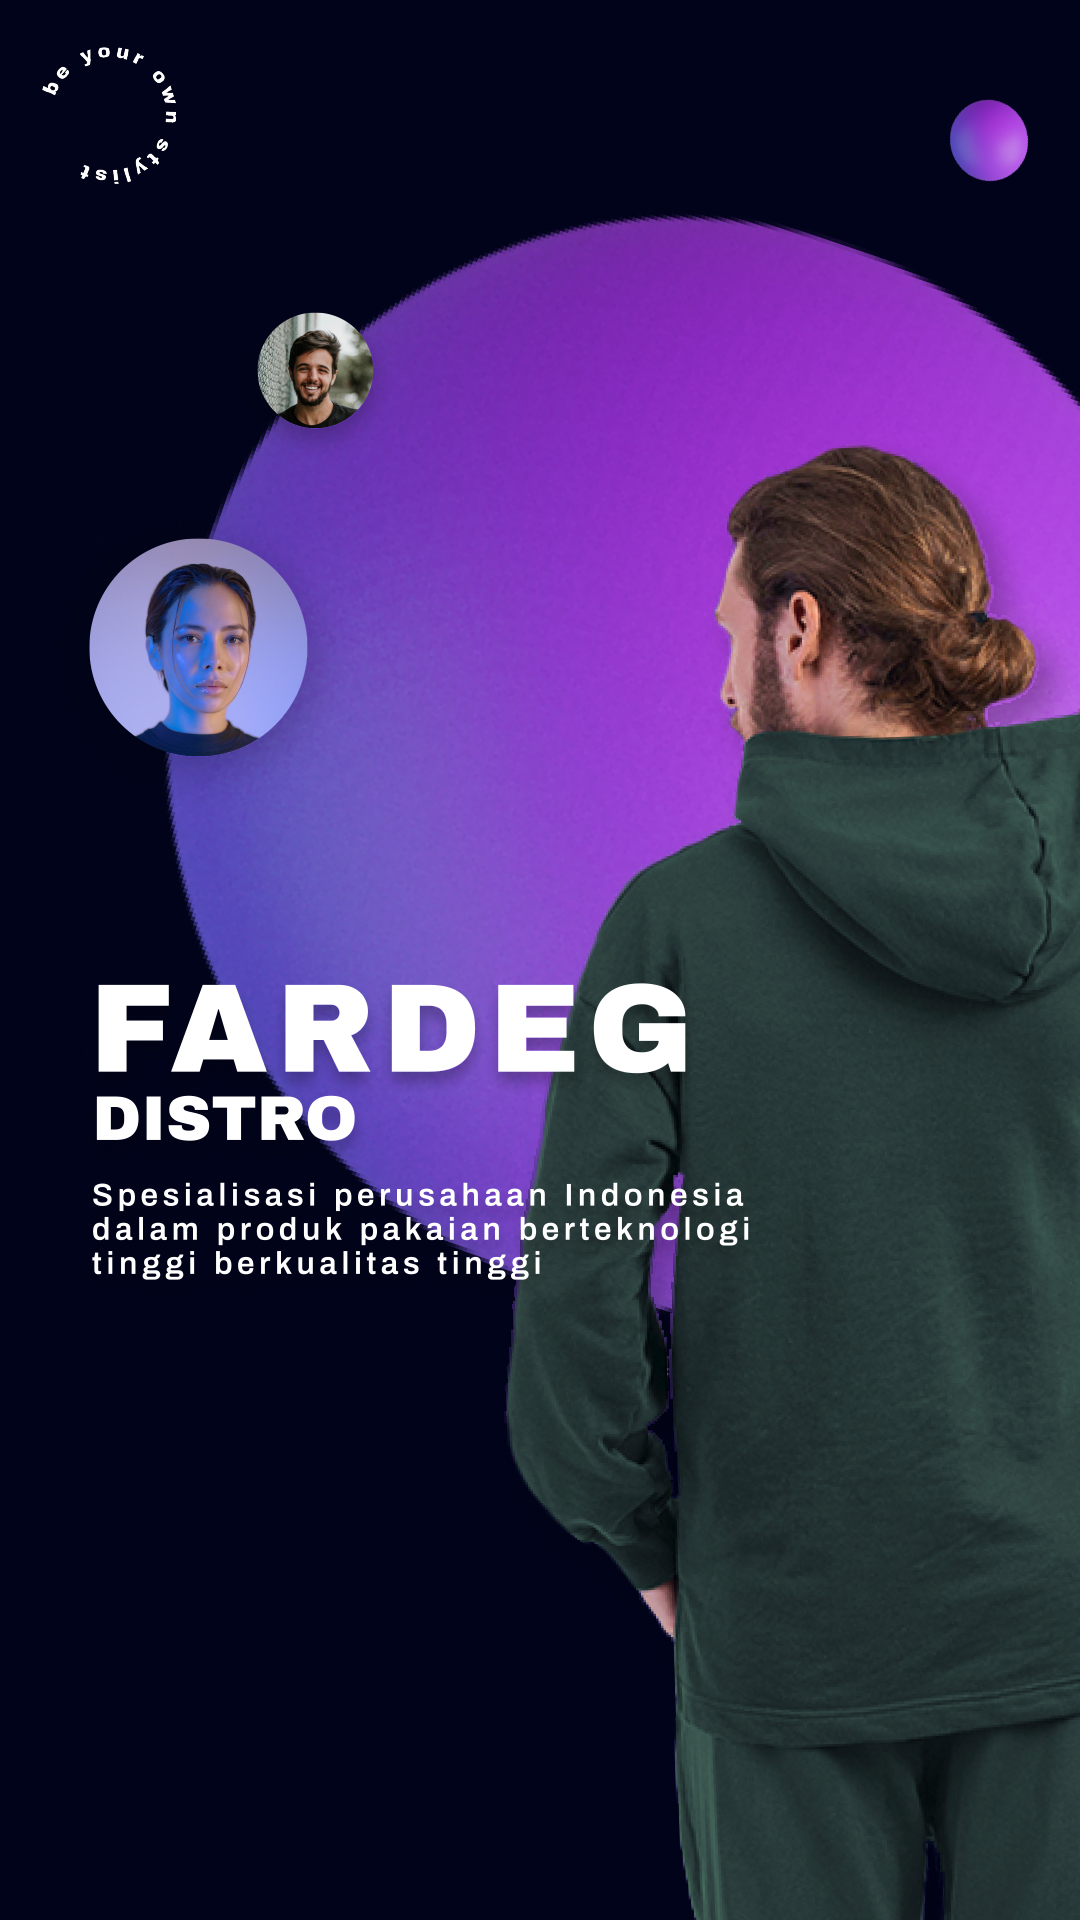 be your own stylist
FARDEG
DISTRO
Spesialisasi perusahaan Indonesia
dalam produk pakaian berteknologi
tinggi berkualitas tinggi